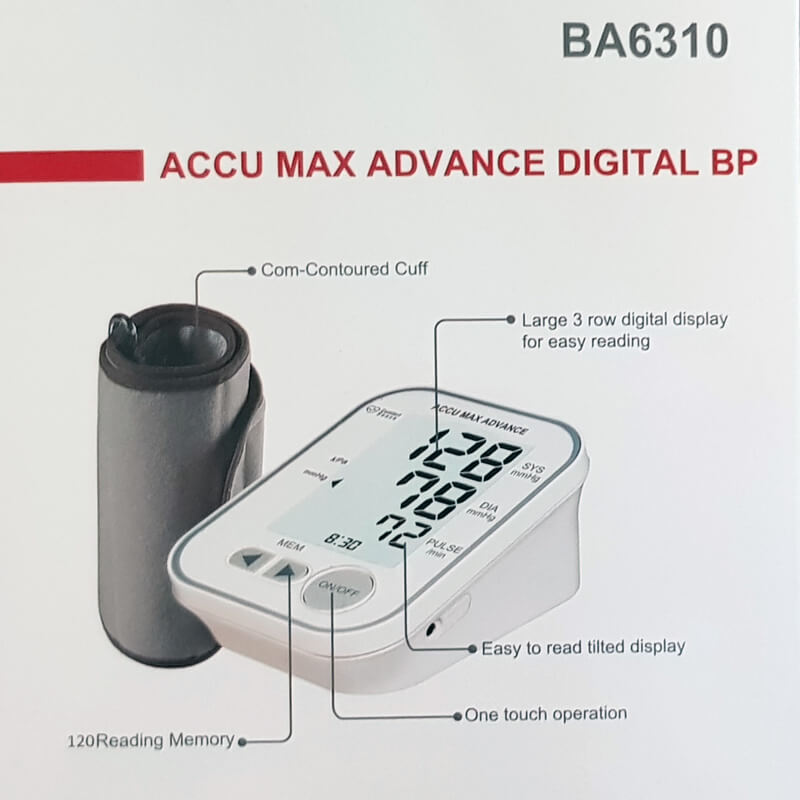 BA6310
ACCU MAX ADVANCE DIGITAL BP
Com-Contoured Cuff
Large 3 row digital display
for easy reading
ACCU MAX ADVANCE
128
SYS
mmHg
kPa
mmHg
78
DIA
mmHg
72
PULSE
/min
8:30
MEM
ON/OFF
Easy to read tilted display
One touch operation
120Reading Memory